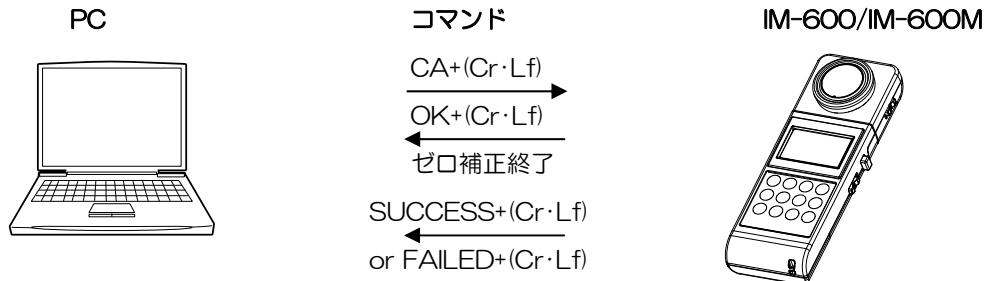 PC
コマンド
IM-600/IM-600M
CA+(Cr·Lf)
OK+(Cr·Lf)
ゼロ補正終了
SUCCESS+(Cr·Lf)
or FAILED+(Cr·Lf)